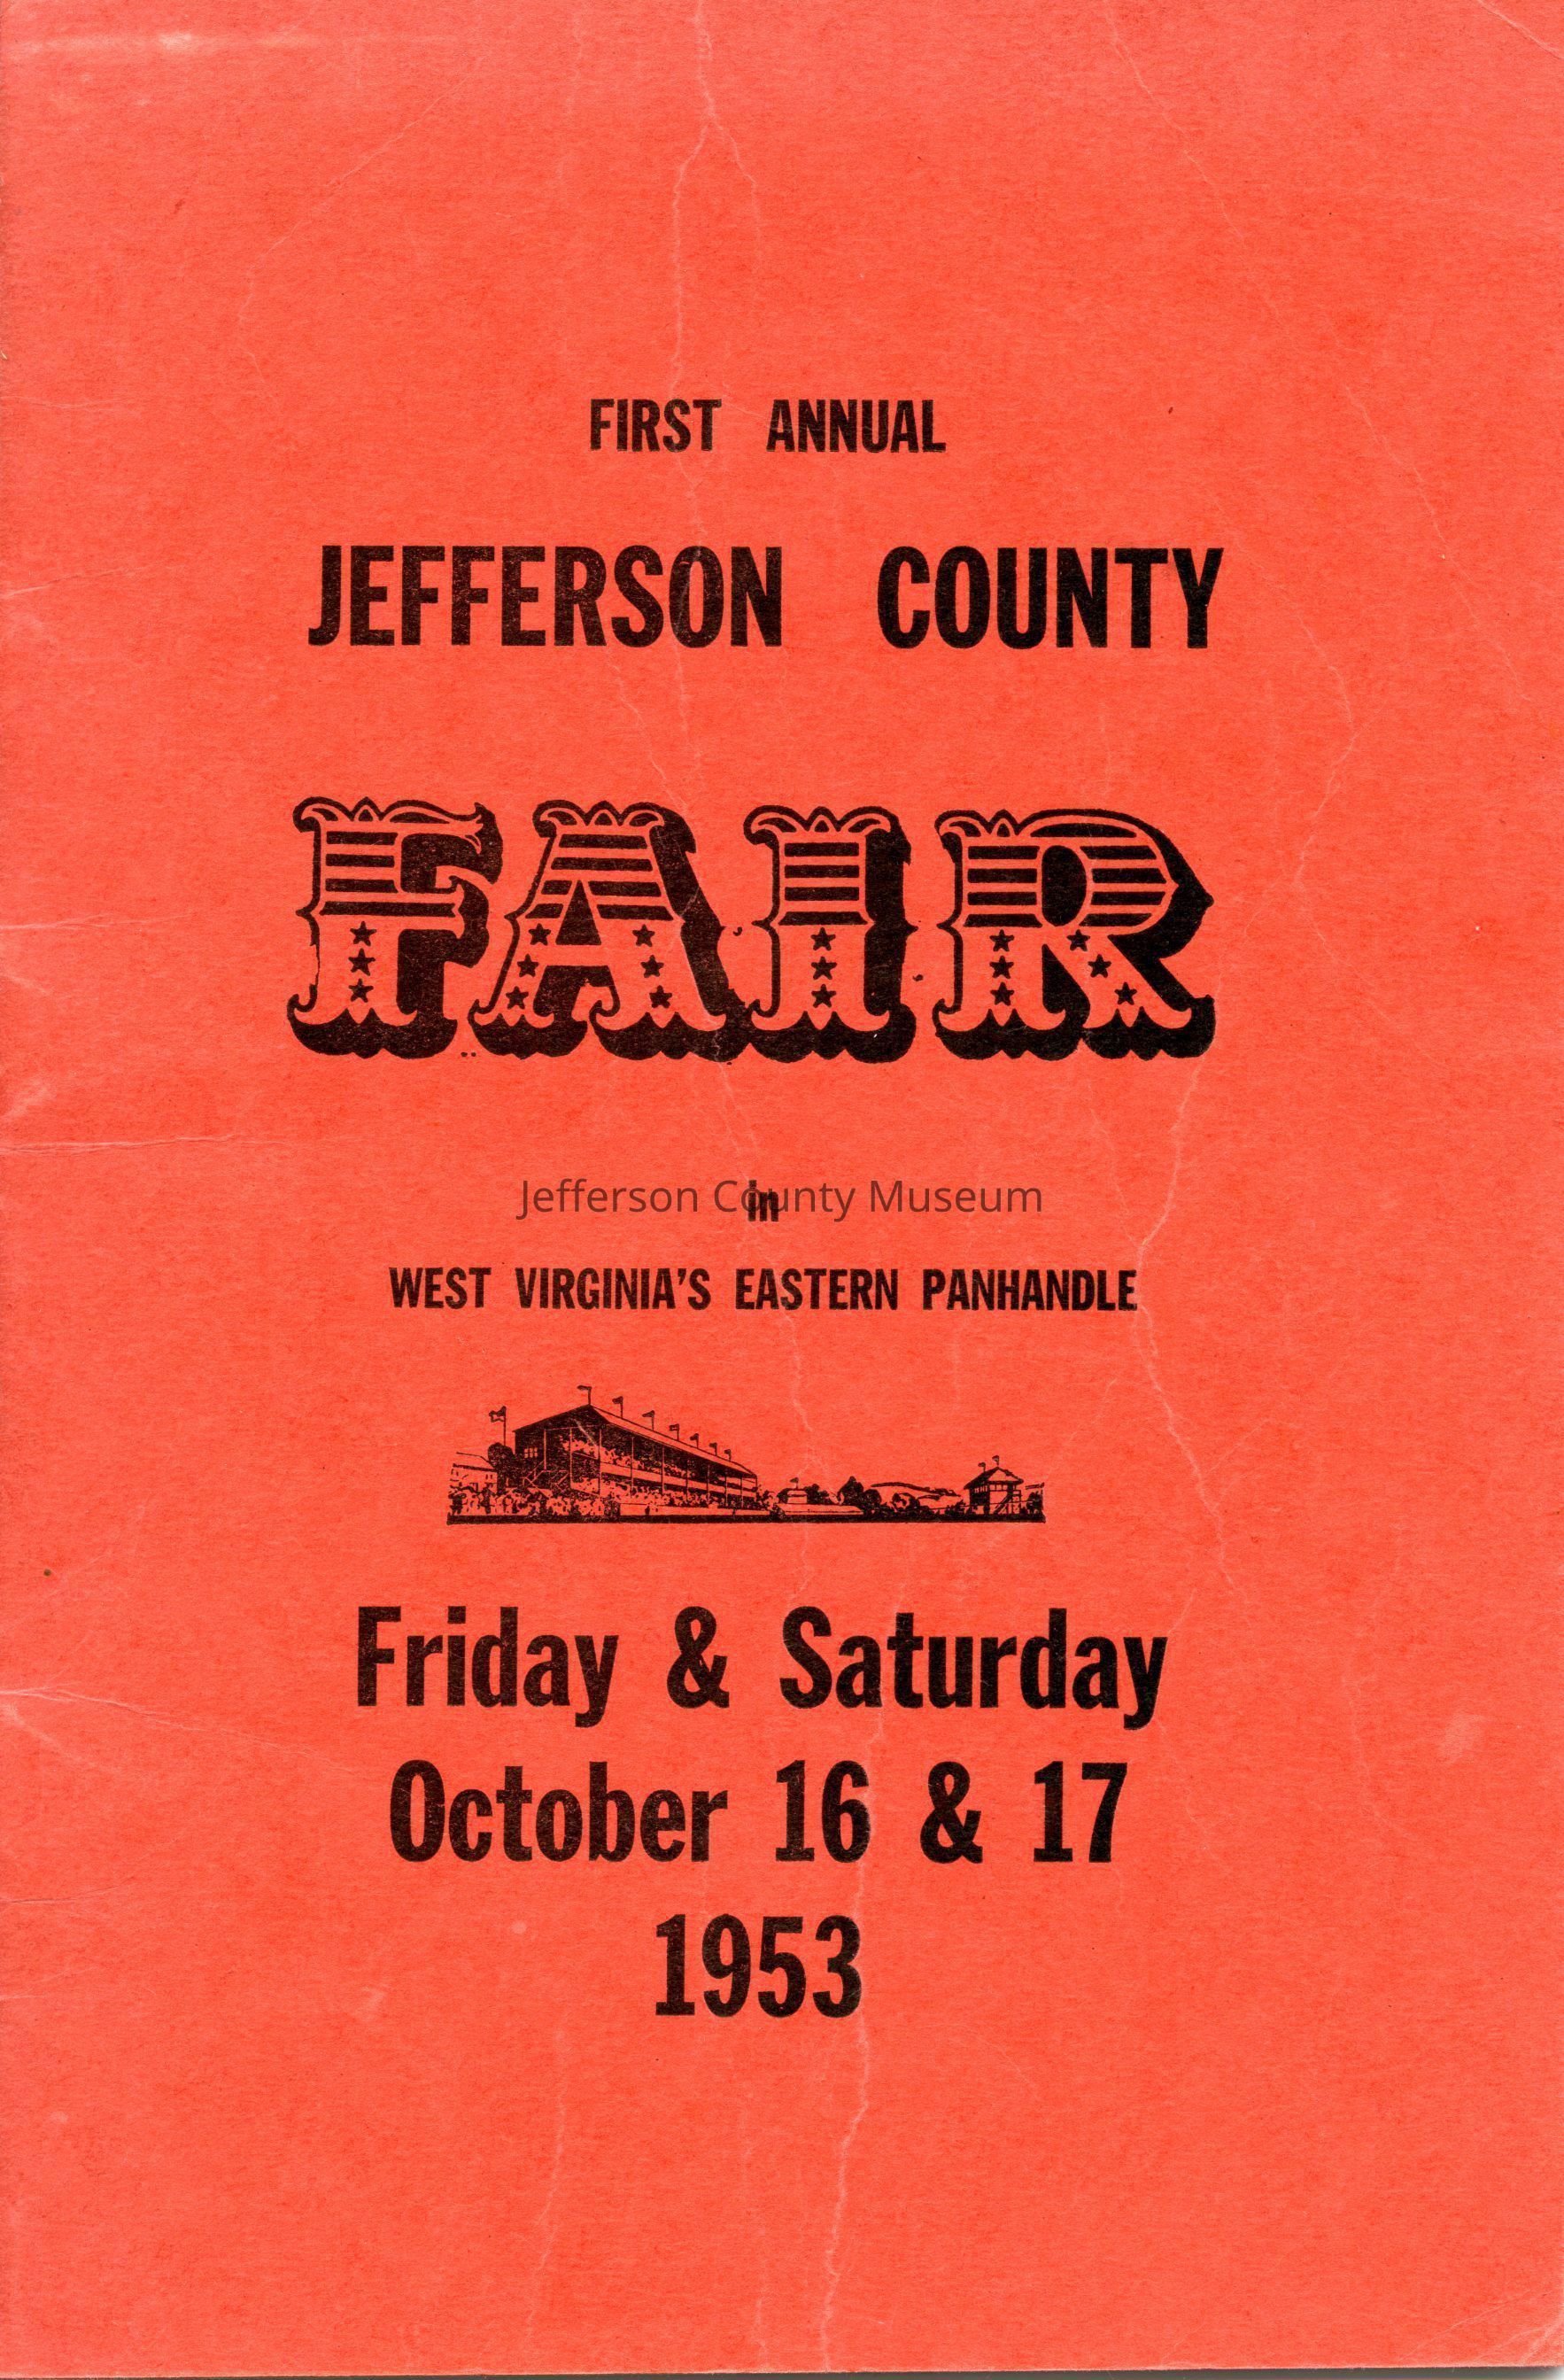 FIRST ANNUAL
JEFFERSON COUNTY
FAIR
in
Jefferson County Museum
WEST VIRGINIA'S EASTERN PANHANDLE
Friday & Saturday
October 16 & 17
1953